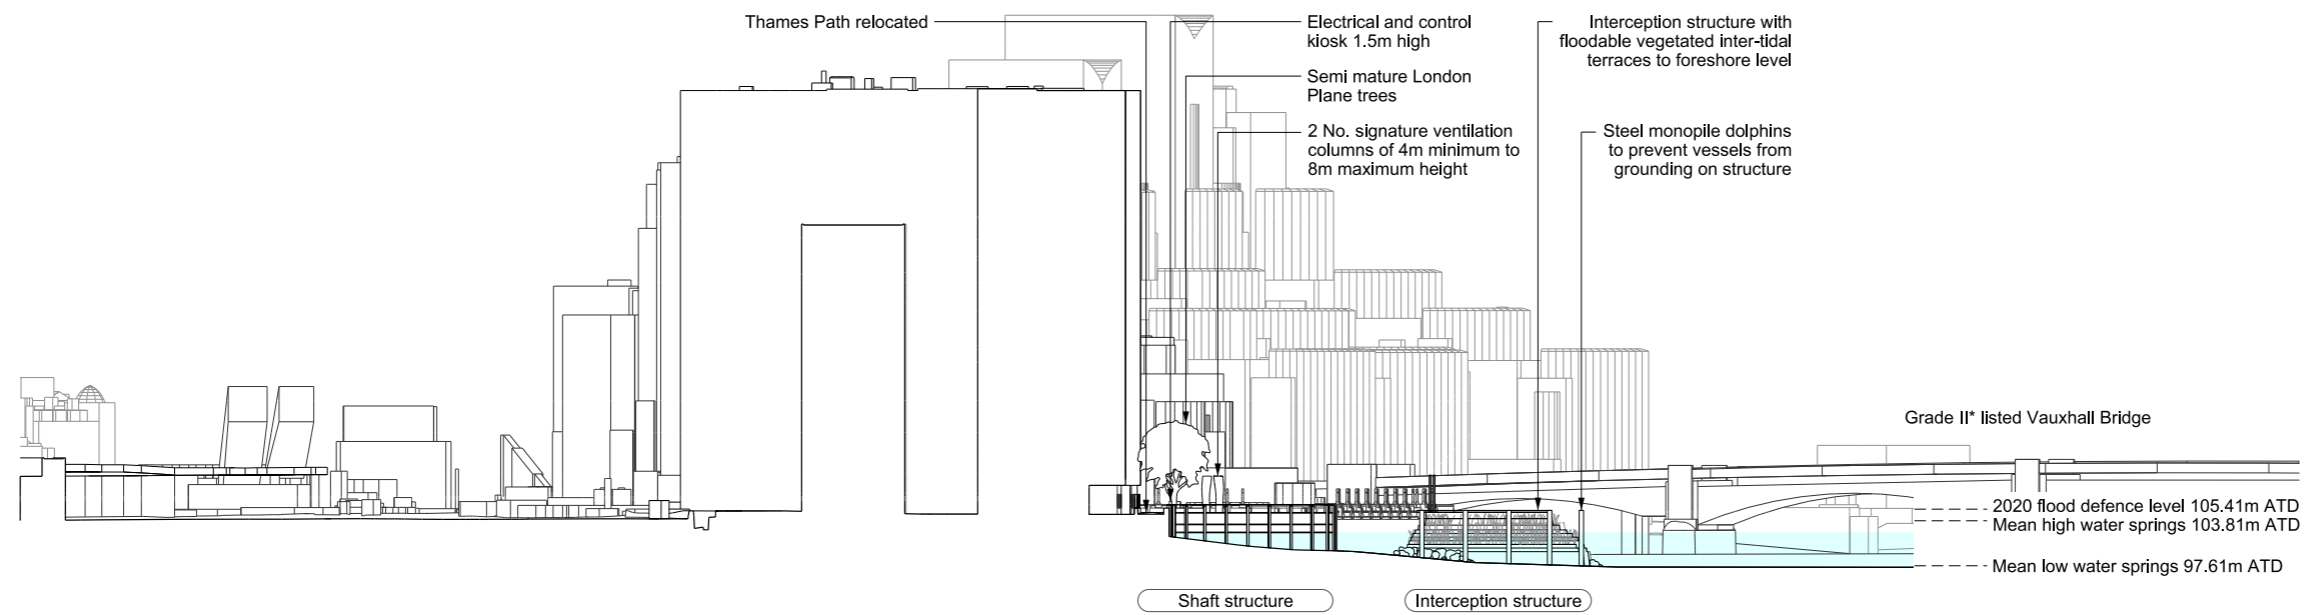 Thames Path relocated
Electrical and control
kiosk 1.5m high
Semi mature London
Plane trees
2 No. signature ventilation
columns of 4m minimum to
8m maximum height
Interception structure with
floodable vegetated inter-tidal
terraces to foreshore level
Steel monopile dolphins
to prevent vessels from
grounding on structure
Grade II* listed Vauxhall Bridge
2020 flood defence level 105.41m ATD
Mean high water springs 103.81m ATD
Mean low water springs 97.61m ATD
Shaft structure
Interception structure